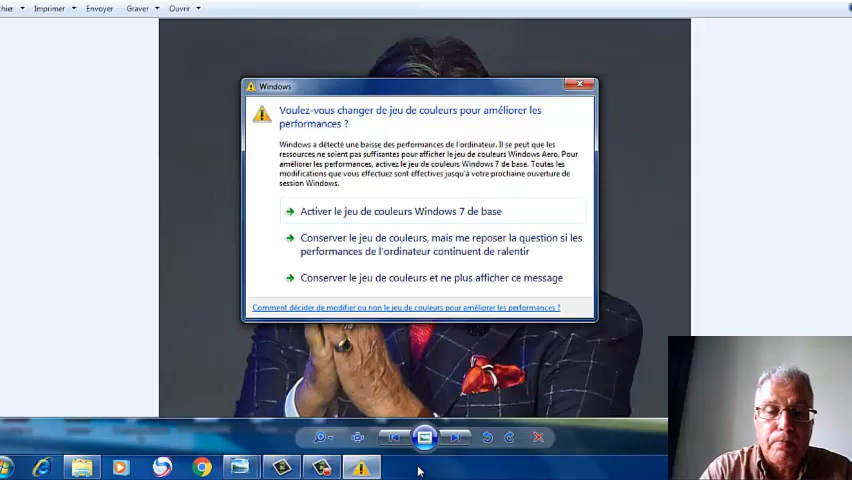 Imprimer
Envoyer
Graver
Ouvrir
Windows
Voulez-vous changer de jeu de couleurs pour améliorer les
performances ?
Windows a détecté une baisse des performances de l'ordinateur. Il se peut que les
ressources ne soient pas suffisantes pour afficher le jeu de couleurs Windows Aero. Pour
améliorer les performances, activez le jeu de couleurs Windows 7 de base. Toutes les
modifications que vous effectuez sont effectives jusqu'à votre prochaine ouverture de
session Windows.
Activer le jeu de couleurs Windows 7 de base
Conserver le jeu de couleurs, mais me reposer la question si les
performances de l'ordinateur continuent de ralentir
Conserver le jeu de couleurs et ne plus afficher ce message
Comment décider de modifier ou non le jeu de couleurs pour améliorer les performances ?